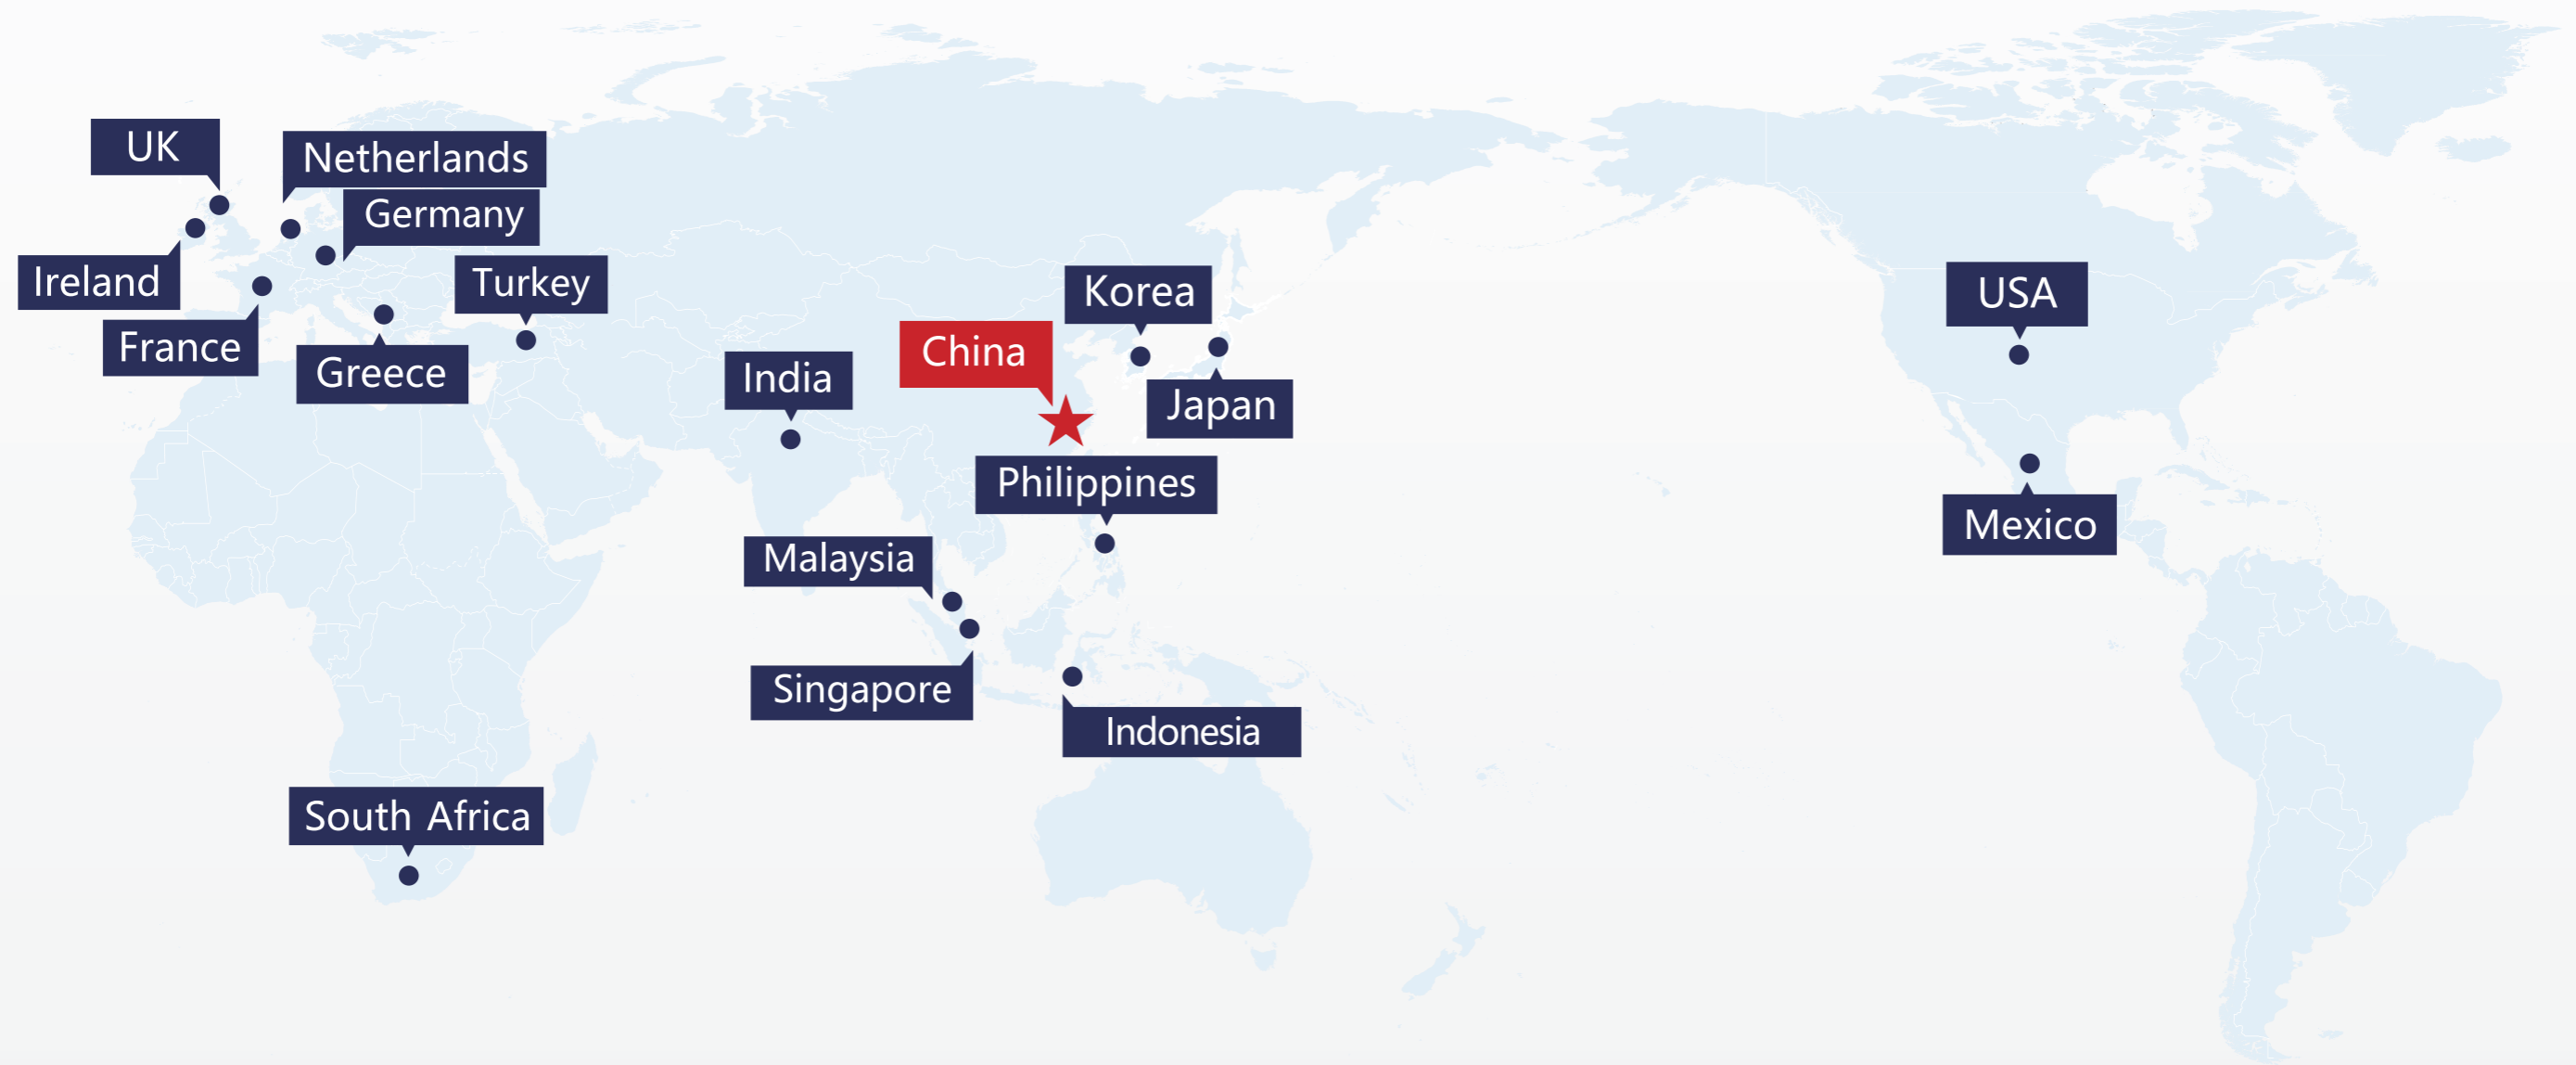 UK
Netherlands
Germany
Ireland
Turkey
France
Greece
Korea
China
India
Japan
USA
Philippines
Mexico
Malaysia
Singapore
Indonesia
South Africa